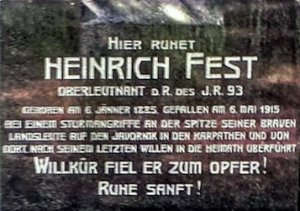 HIER RUHET
HEINRICH FEST
OBERLEUTNANT D.R. DES J.R. 93
GEBOREN AM 6. JÄNNER 1885, GEFALLEN AM 6. MAI 1915
BEI EINEM STURMANGRIFFE AN DER SPITZE SEINER BRAVEN
LANDSLEUTE AUF DEN JAVORNIK IN DEN KARPATHEN UND VON
DORT NACH SEINEM LETZTEN WILLEN IN DIE HEIMATH ÜBERFÜHRT
WILLKÜR FIEL ER ZUM OPFER!
RUHE SANFT!